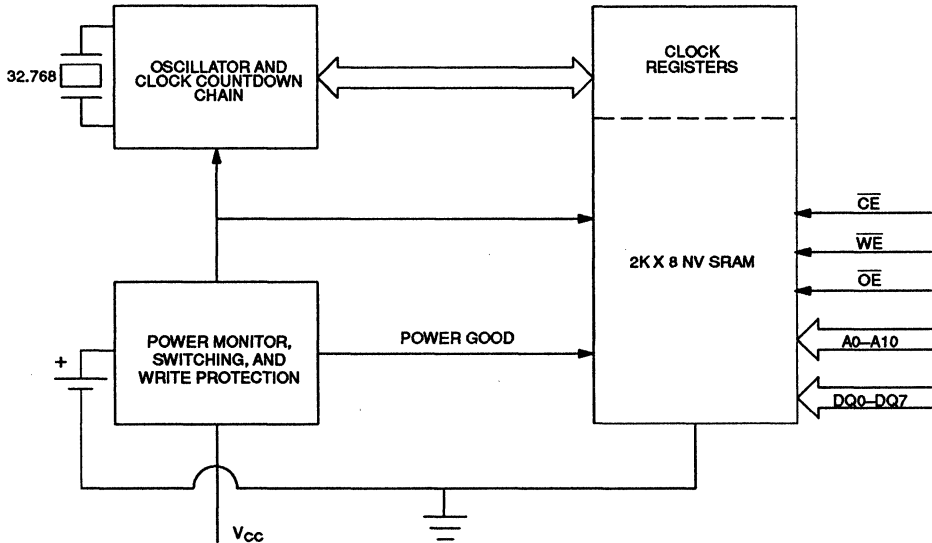 32.768
OSCILLATOR AND
CLOCK COUNTDOWN
CHAIN
CLOCK
REGISTERS
CE
WE
2K X 8 NV SRAM
OE
POWER MONITOR,
SWITCHING, AND
WRITE PROTECTION
POWER GOOD
A0–A10
+
DQ0–DQ7
VCC